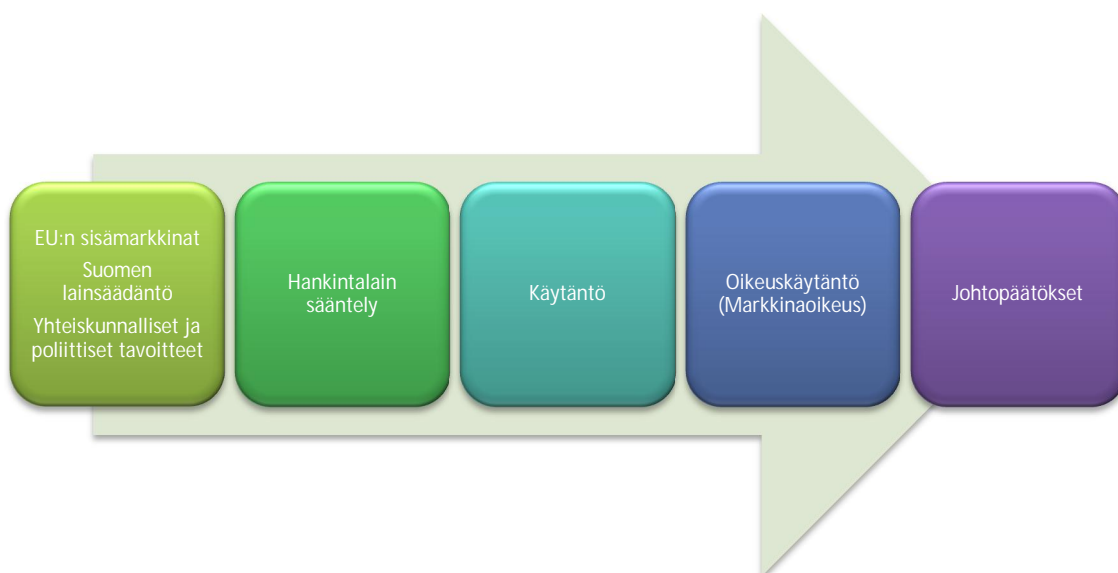 EU:n sisämarkkinat
Suomen
lainsäädäntö
Yhteiskunnalliset ja
poliittiset tavoitteet
Hankintalain
sääntely
Käytäntö
Oikeuskäytäntö
(Markkinaoikeus)
Johtopäätökset